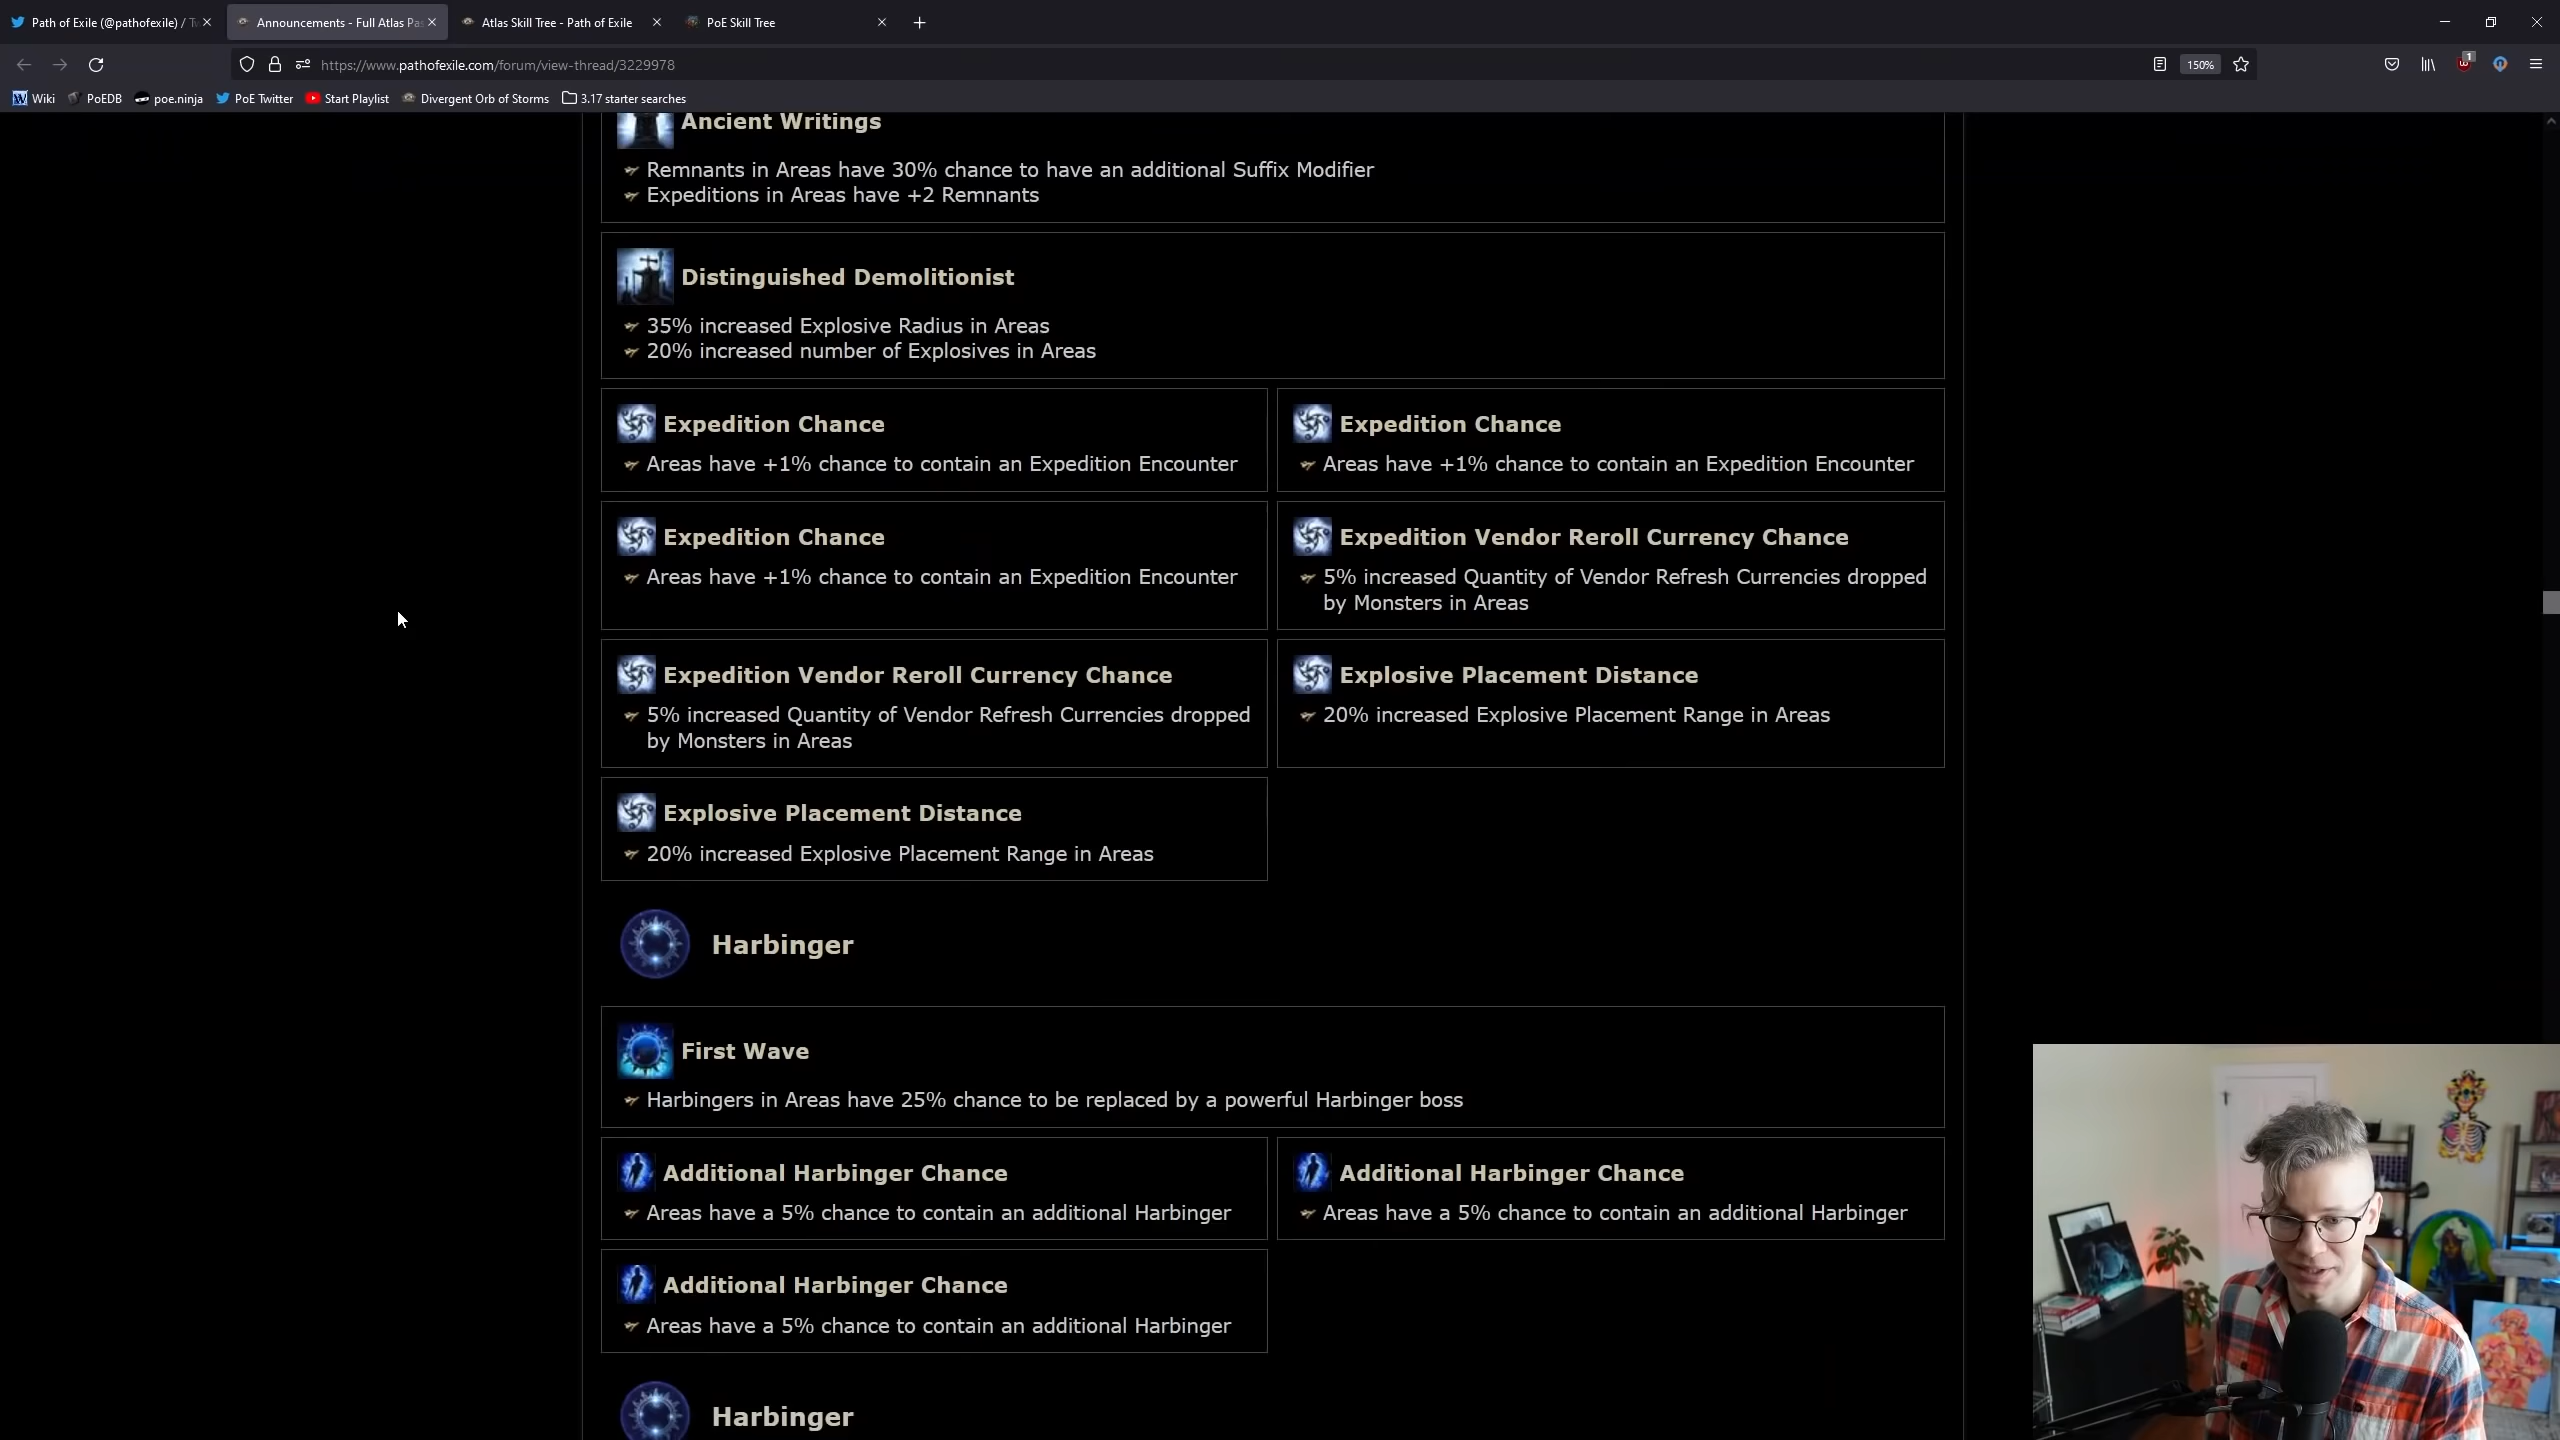 Path of Exile (@pathofexile) / Tw
Announcements - Full Atlas Pas
Atlas Skill Tree - Path of Exile
PoE Skill Tree
https://www.pathofexile.com/forum/view-thread/3229978
150%
1
Wiki
PoEDB
poe.ninja
PoE Twitter
Start Playlist
Divergent Orb of Storms
3.17 starter searches
Ancient Writings
Remnants in Areas have 30% chance to have an additional Suffix Modifier
Expeditions in Areas have +2 Remnants
Distinguished Demolitionist
35% increased Explosive Radius in Areas
20% increased number of Explosives in Areas
Expedition Chance
Areas have +1% chance to contain an Expedition Encounter
Expedition Chance
Areas have +1% chance to contain an Expedition Encounter
Expedition Chance
Areas have +1% chance to contain an Expedition Encounter
Expedition Vendor Reroll Currency Chance
5% increased Quantity of Vendor Refresh Currencies dropped
by Monsters in Areas
Expedition Vendor Reroll Currency Chance
5% increased Quantity of Vendor Refresh Currencies dropped
by Monsters in Areas
Explosive Placement Distance
20% increased Explosive Placement Range in Areas
Explosive Placement Distance
20% increased Explosive Placement Range in Areas
Harbinger
First Wave
Harbingers in Areas have 25% chance to be replaced by a powerful Harbinger boss
Additional Harbinger Chance
Areas have a 5% chance to contain an additional Harbinger
Additional Harbinger Chance
Areas have a 5% chance to contain an additional Harbinger
Additional Harbinger Chance
Areas have a 5% chance to contain an additional Harbinger
Harbinger